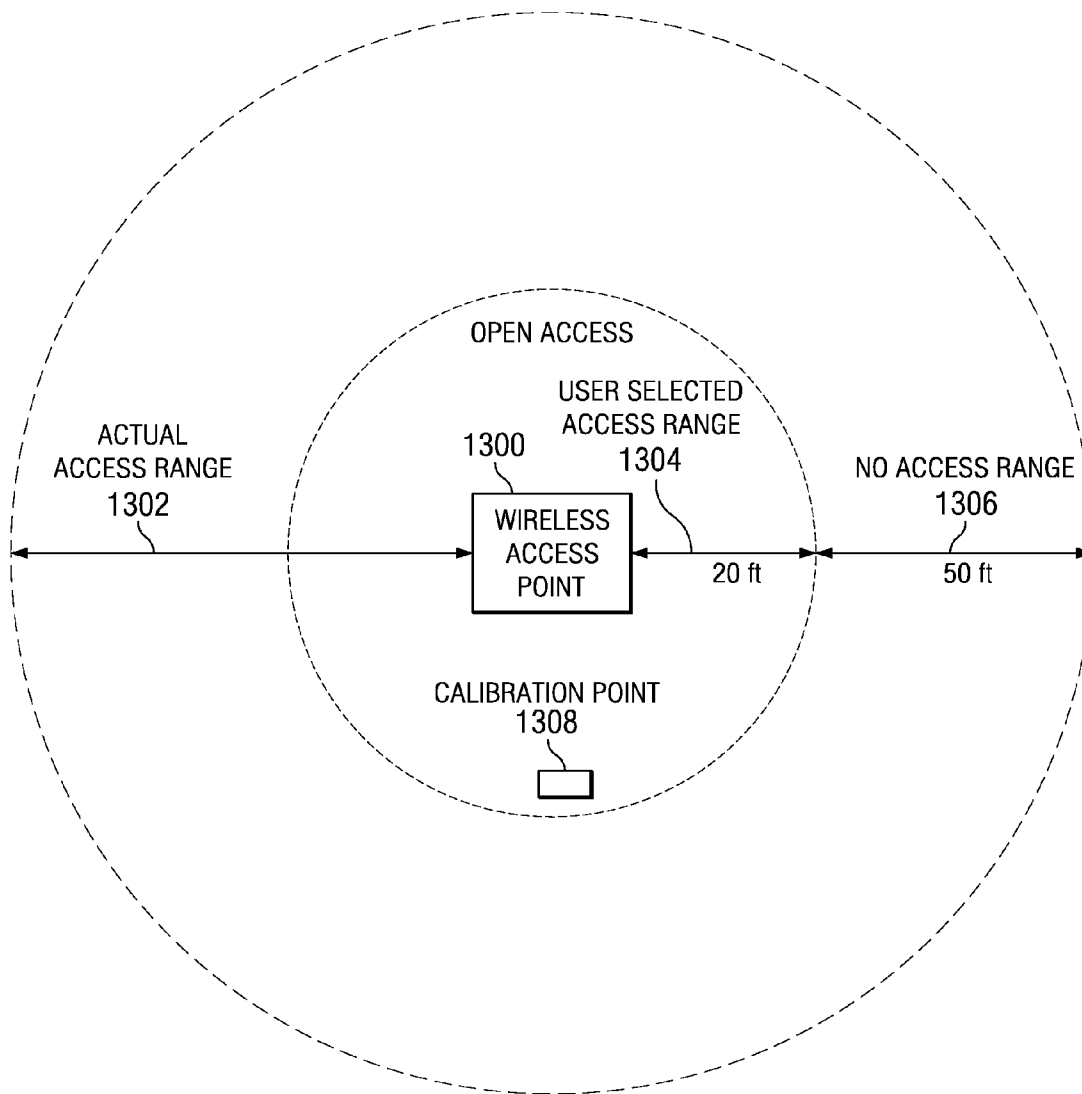 OPEN ACCESS
USER SELECTED
ACCESS RANGE
1304
ACTUAL
ACCESS RANGE
1302
1300
NO ACCESS RANGE
1306
WIRELESS
ACCESS
POINT
20 ft
50 ft
CALIBRATION POINT
1308